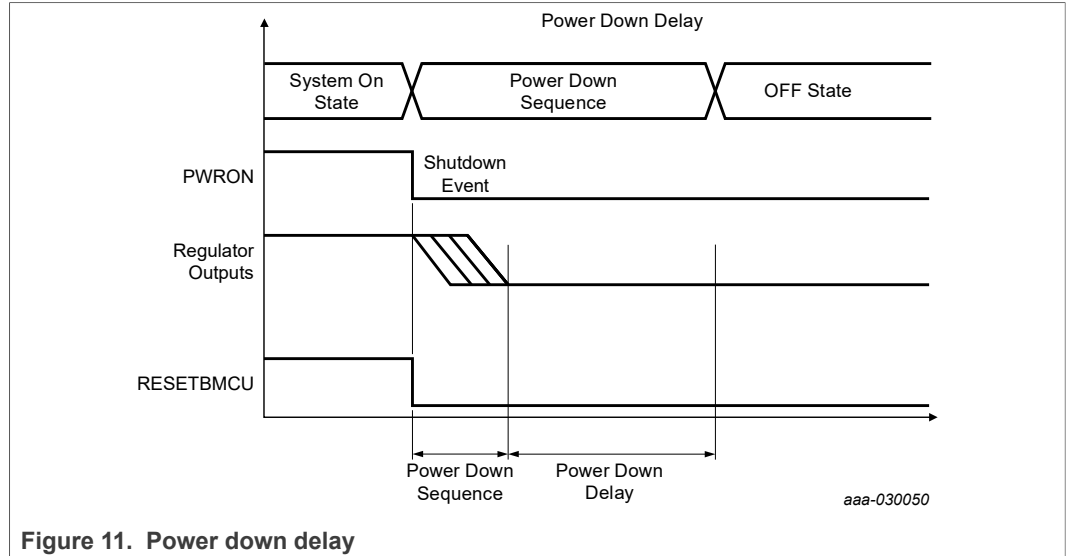 Power Down Delay
System On
State
Power Down
Sequence
OFF State
PWRON
Shutdown
Event
Regulator
Outputs
RESETBMCU
Power Down
Sequence
Power Down
Delay
aaa-030050
Figure 11. Power down delay